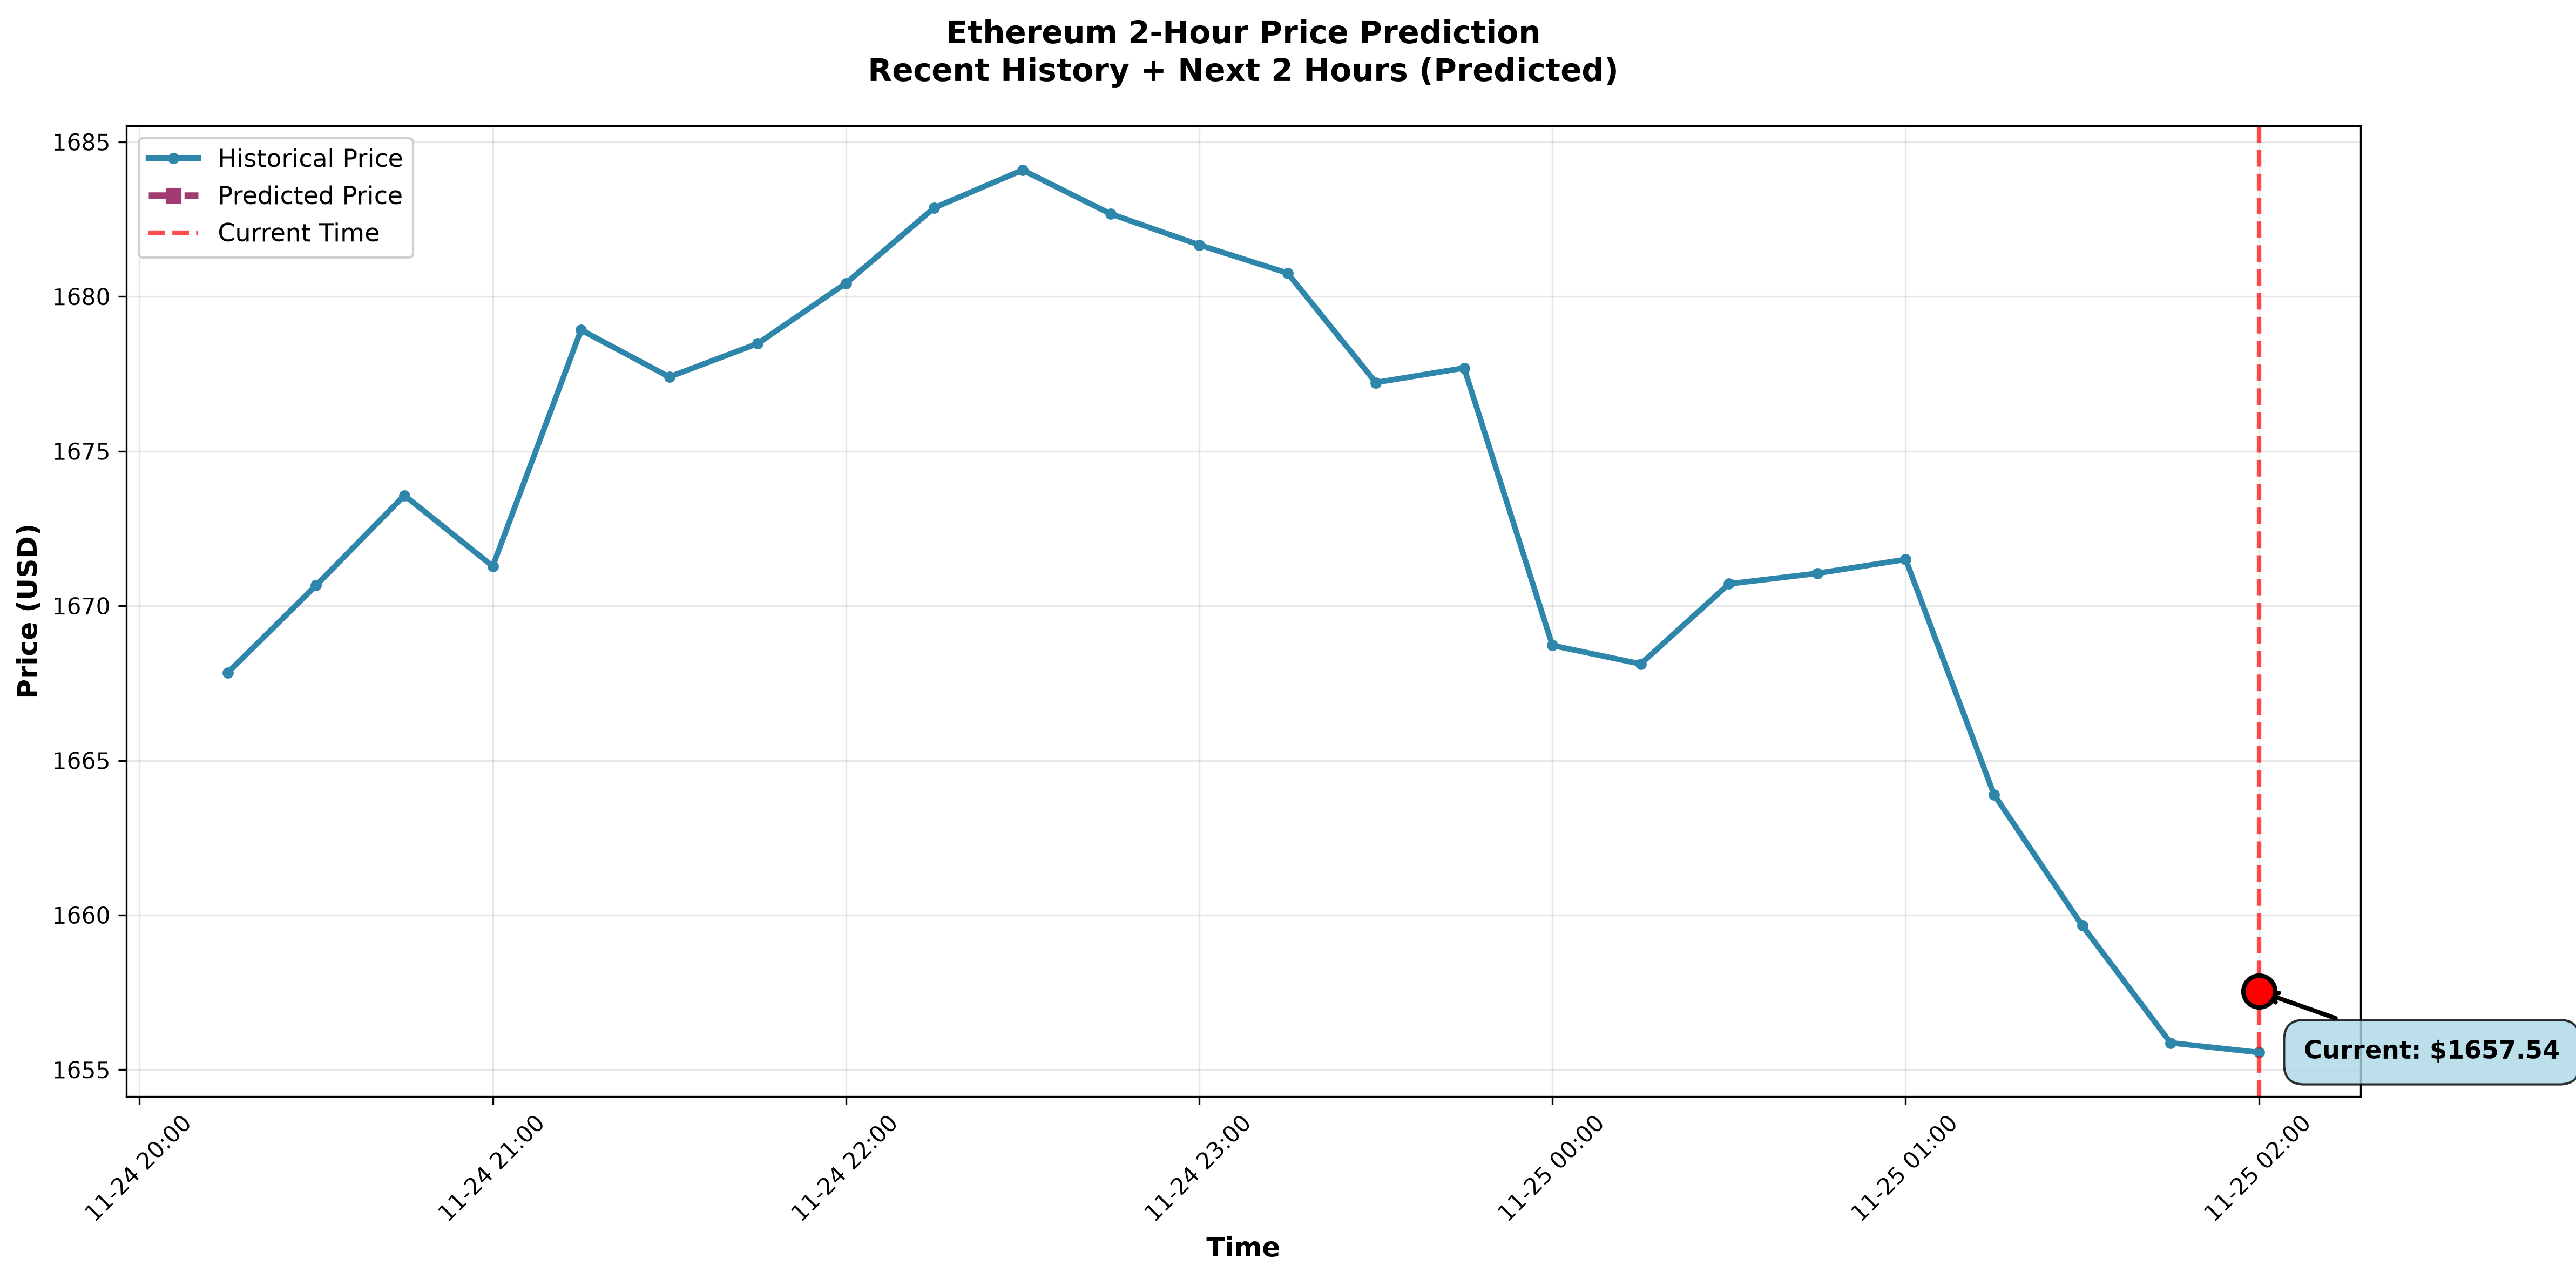 Ethereum 2-Hour Price Prediction
Recent History + Next 2 Hours (Predicted)
Historical Price
Predicted Price
Current Time
Price (USD)
1685
1680
1675
1670
1665
1660
1655
Current: $1657.54
11-24 20:00
11-24 21:00
11-24 22:00
11-24 23:00
11-25 00:00
11-25 01:00
11-25 02:00
Time